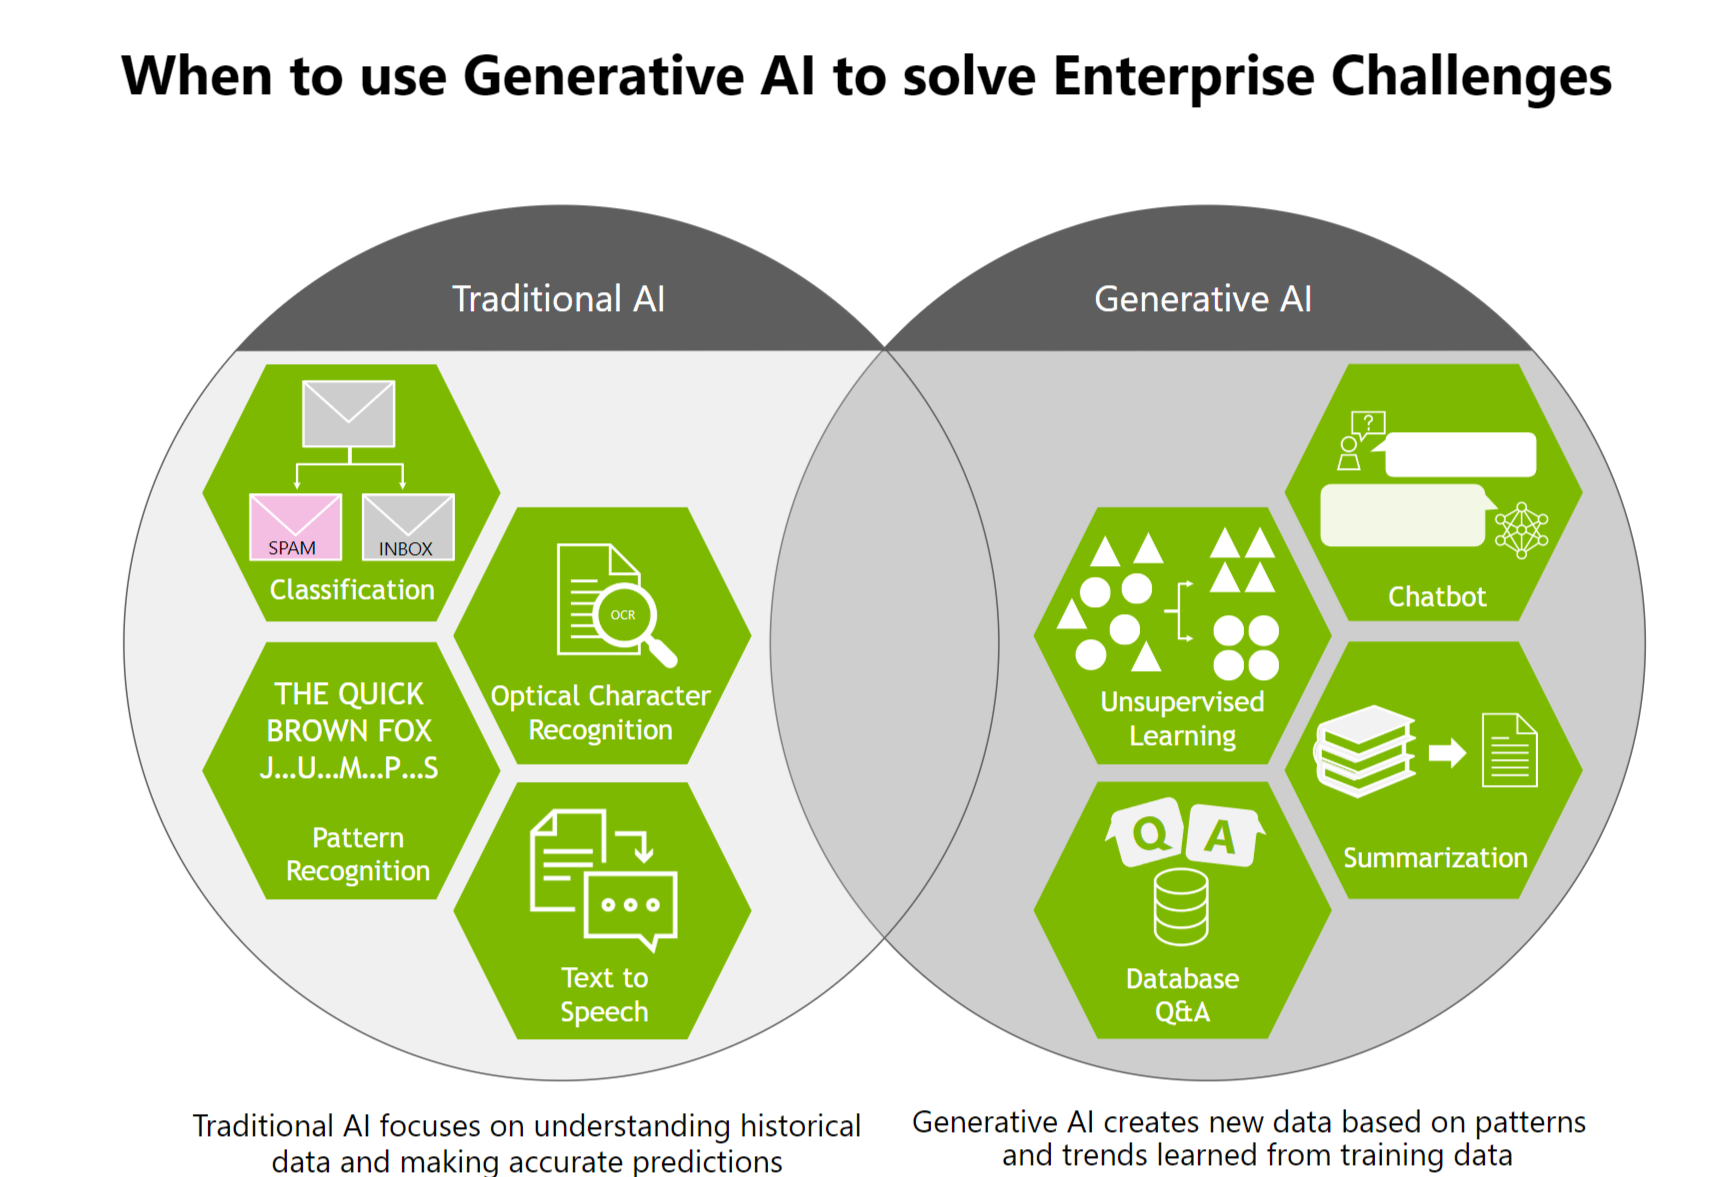 When to use Generative AI to solve Enterprise Challenges
Traditional AI
Generative AI
SPAM
INBOX
Classification
OCR
Optical Character
Recognition
THE QUICK
BROWN FOX
J...U...M...P...S
Pattern
Recognition
Text to
Speech
?
Chatbot
Unsupervised
Learning
Summarization
Q A
Database
Q&A
Traditional AI focuses on understanding historical
data and making accurate predictions
Generative AI creates new data based on patterns
and trends learned from training data